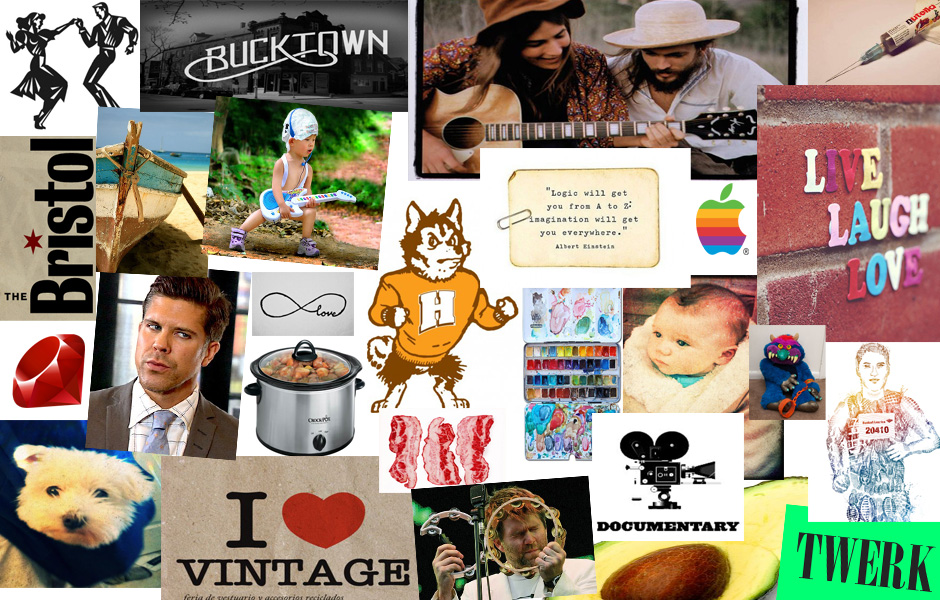 BUCKTOWN
nutella
LIVE
LAUGH
LOVE
THE Bristol
"Logic will get
you from A to Z;
imagination will get
you everywhere."
Albert Einstein
®
love
H
CROCK·POT
20410
DOCUMENTARY
I
VINTAGE
feria de vestuario y accesorios reciclados
TWERK